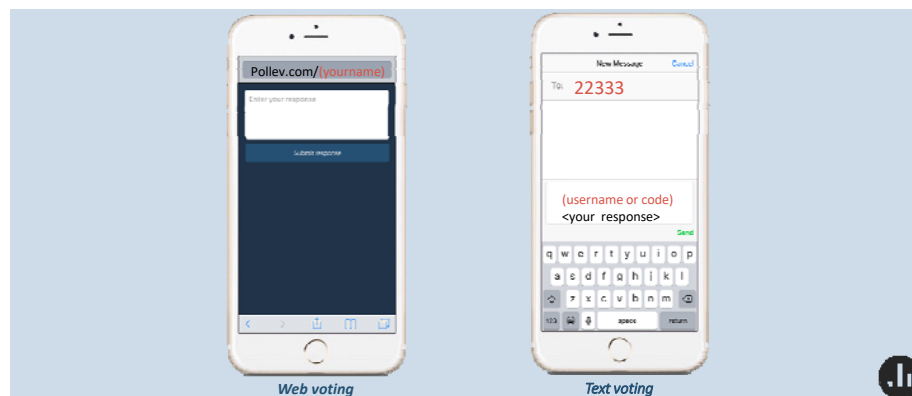 Pollev.com/(yourname)
Enter your response
Submit response
Web voting
New Message
Cancel
To:
22333
(username or code)
<your response>
Send
q w e r t y u i o p
a s d f g h j k l
z x c v b n m
123
space
return
Text voting